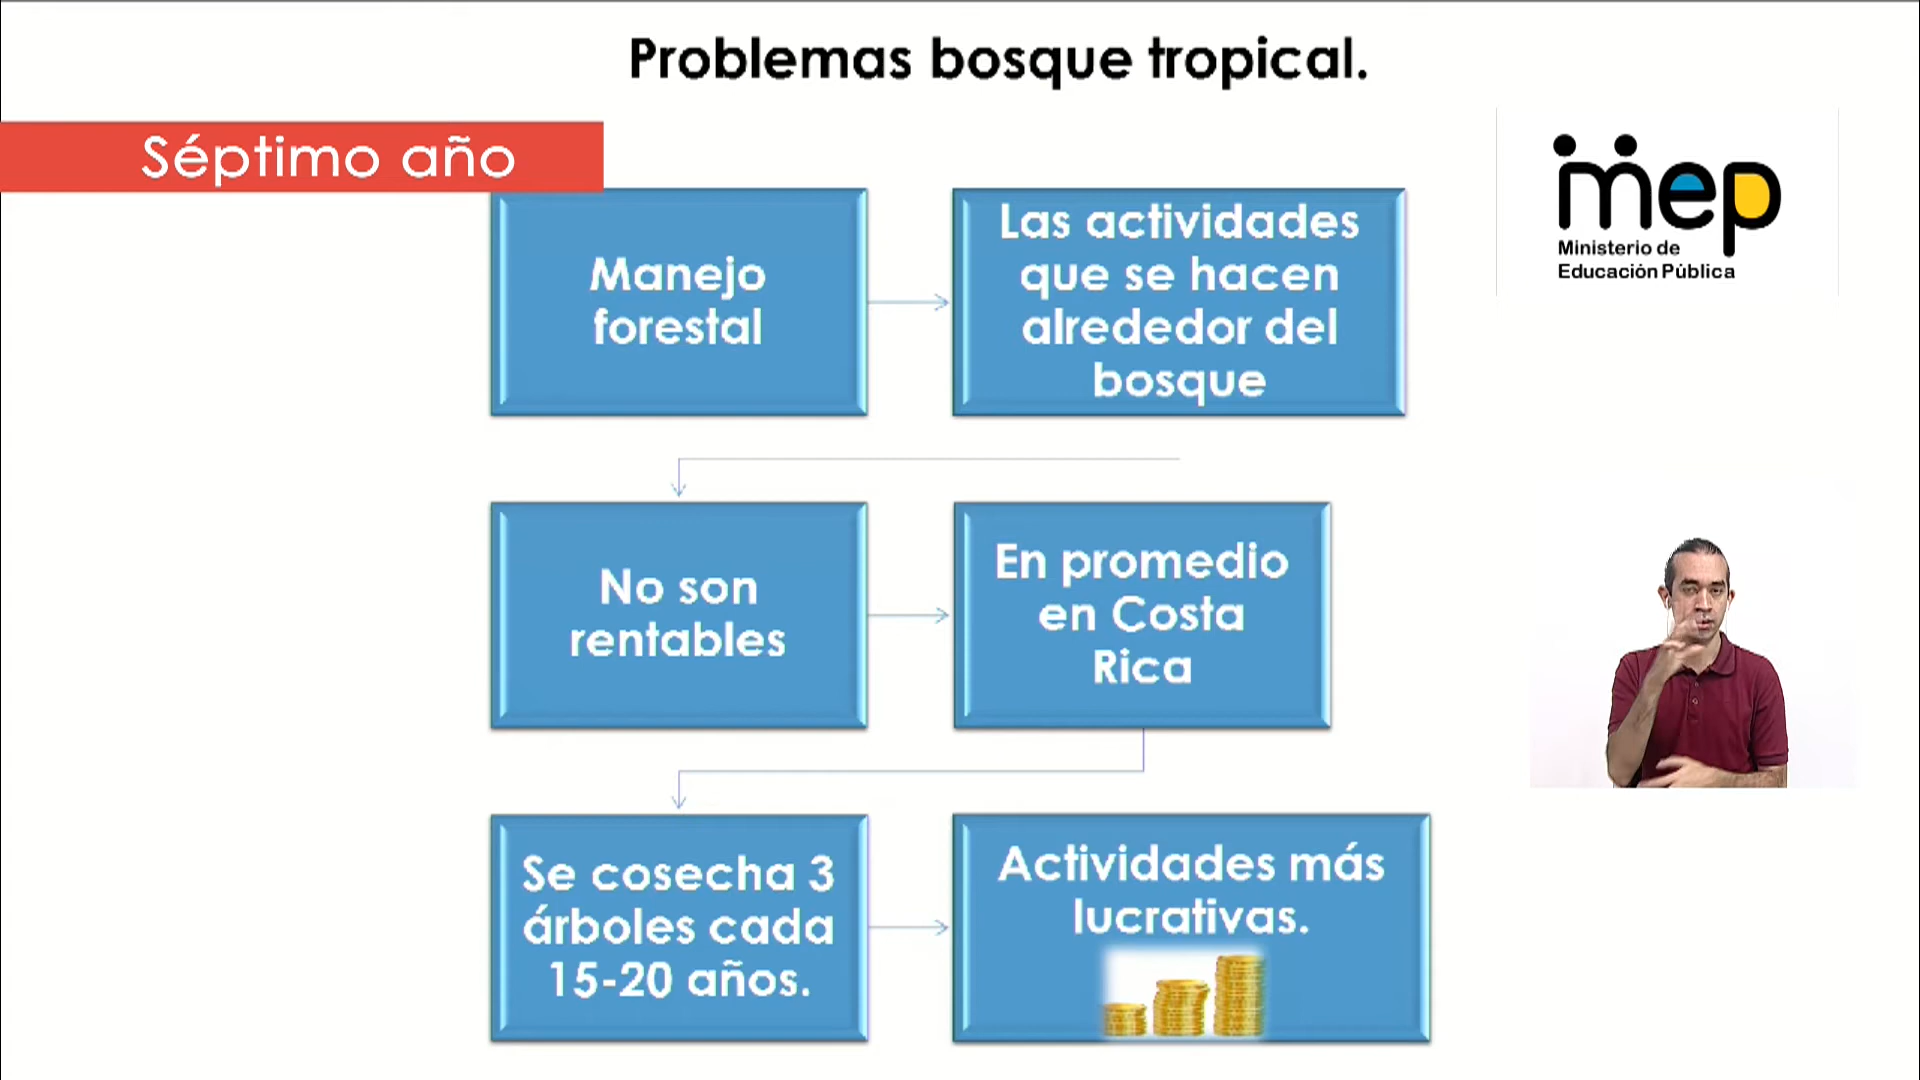 Problemas bosque tropical.
Séptimo año
mep
Ministerio de
Educación Pública
Manejo
forestal
Las actividades
que se hacen
alrededor del
bosque
No son
rentables
En promedio
en Costa
Rica
Se cosecha 3
árboles cada
15-20 años.
Actividades más
lucrativas.